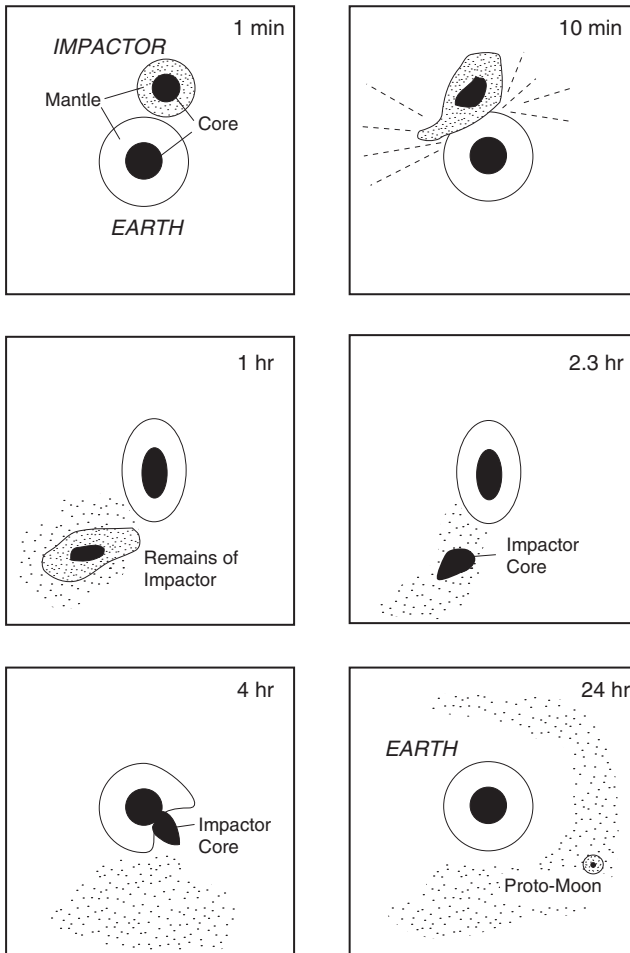 1 min
IMPACTOR
Mantle
Core
EARTH
10 min
1 hr
Remains of
Impactor
2.3 hr
Impactor
Core
4 hr
Impactor
Core
24 hr
EARTH
Proto-Moon